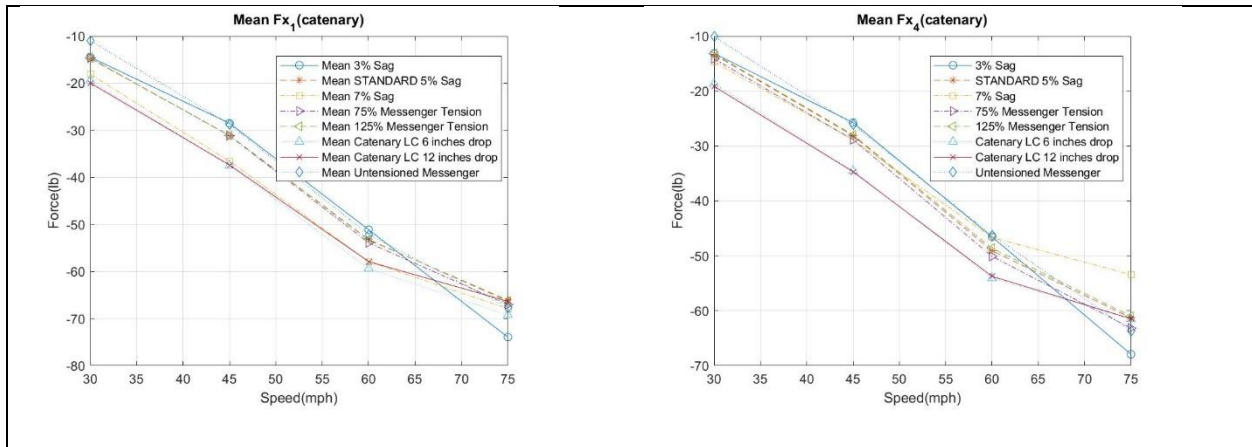 Mean Fx1(catenary)
-10
-20
-30
-40
-50
-60
-70
-80
Force(lb)
30 35 40 45 50 55 60 65 70 75
Speed(mph)
Mean 3% Sag
Mean STANDARD 5% Sag
Mean 7% Sag
Mean 75% Messenger Tension
Mean 125% Messenger Tension
Mean Catenary LC 6 inches drop
Mean Catenary LC 12 inches drop
Mean Untensioned Messenger
Mean Fx4(catenary)
-10
-20
-30
-40
-50
-60
-70
Force(lb)
30 35 40 45 50 55 60 65 70 75
Speed(mph)
3% Sag
STANDARD 5% Sag
7% Sag
75% Messenger Tension
125% Messenger Tension
Catenary LC 6 inches drop
Catenary LC 12 inches drop
Untensioned Messenger